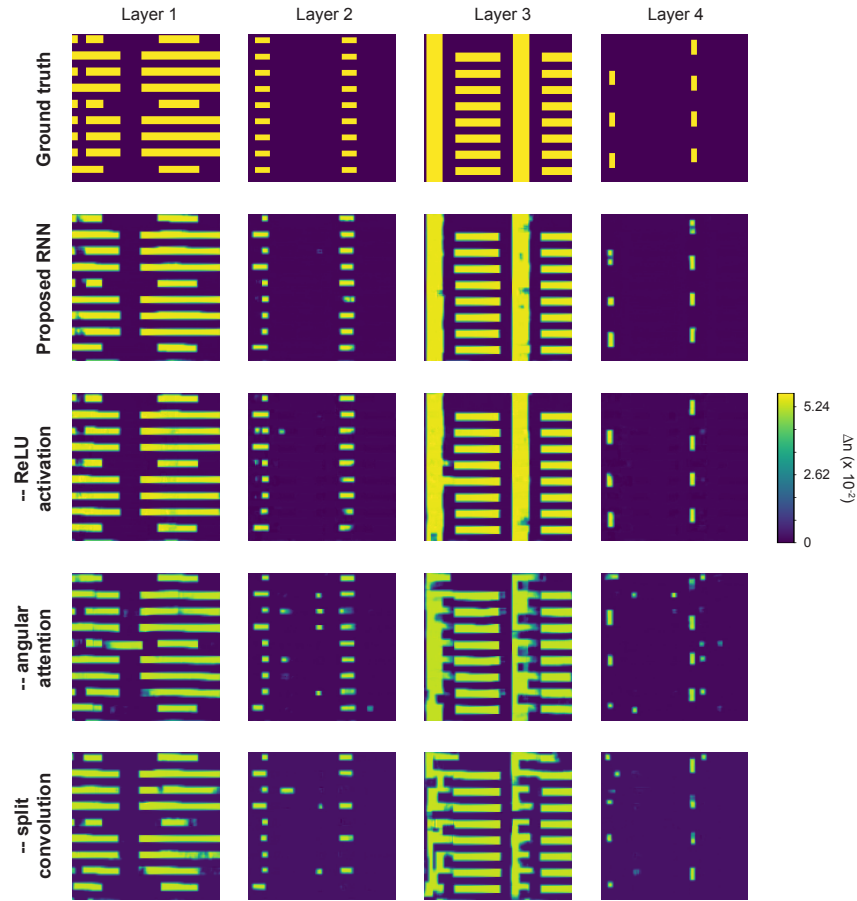 Layer 1
Layer 2
Layer 3
Layer 4
Ground truth
Proposed RNN
-- ReLU
activation
-- angular
attention
-- split
convolution
5.24
2.62
0
Δn (x 10⁻²)